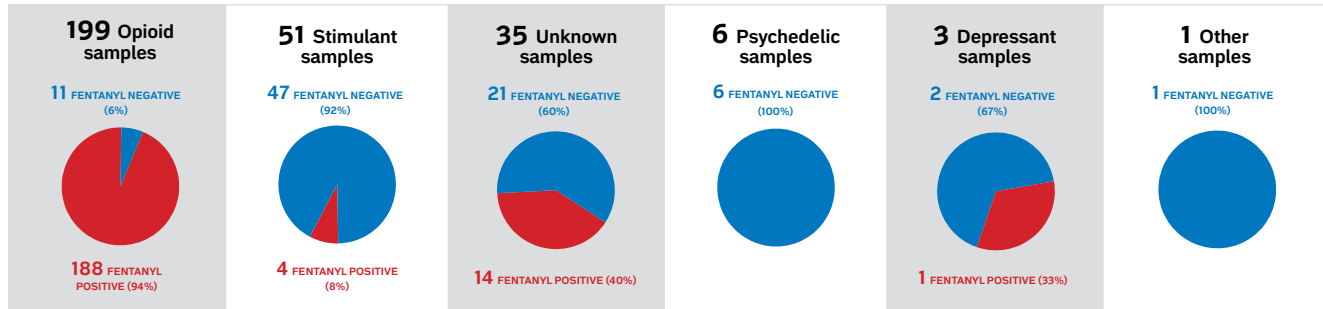 199 Opioid
samples
11 FENTANYL NEGATIVE
(6%)
188 FENTANYL
POSITIVE (94%)
51 Stimulant
samples
47 FENTANYL NEGATIVE
(92%)
4 FENTANYL POSITIVE
(8%)
35 Unknown
samples
21 FENTANYL NEGATIVE
(60%)
14 FENTANYL POSITIVE (40%)
6 Psychedelic
samples
6 FENTANYL NEGATIVE
(100%)
3 Depressant
samples
2 FENTANYL NEGATIVE
(67%)
1 FENTANYL POSITIVE (33%)
1 Other
samples
1 FENTANYL NEGATIVE
(100%)